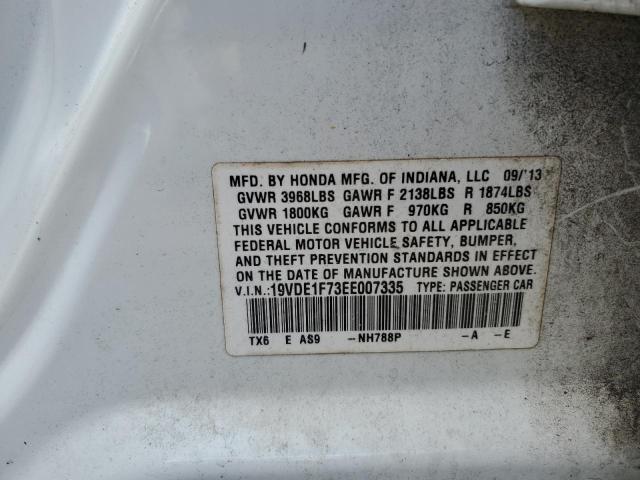 MFD. BY HONDA MFG. OF INDIANA, LLC 09/'13
GVWR 3968LBS GAWR F 2138LBS R 1874LBS
GVWR 1800KG GAWR F 970KG R 850KG
THIS VEHICLE CONFORMS TO ALL APPLICABLE
FEDERAL MOTOR VEHICLE SAFETY, BUMPER,
AND THEFT PREVENTION STANDARDS IN EFFECT
ON THE DATE OF MANUFACTURE SHOWN ABOVE.
V.I.N.: 19VDE1F73EE007335 TYPE: PASSENGER CAR
TX6 E AS9 -NH788P -A -E